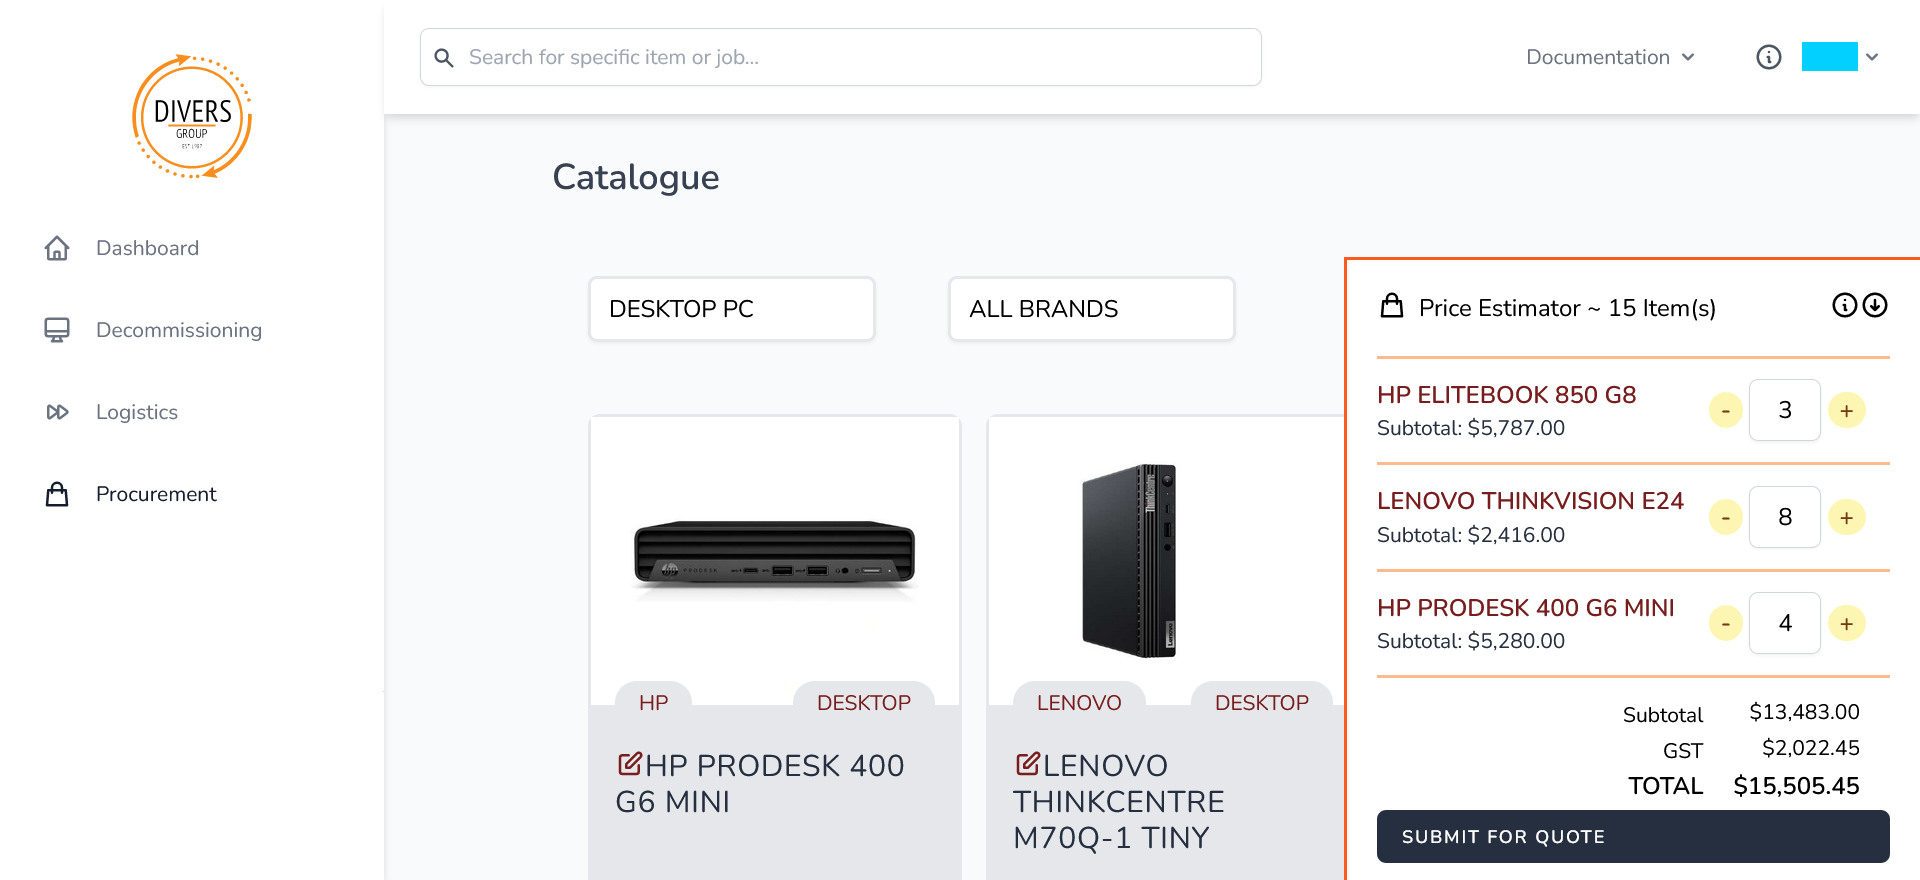 DIVERS
GROUP
EST 1987
Search for specific item or job...
Documentation
Dashboard
Decommissioning
Logistics
Procurement
Catalogue
DESKTOP PC
ALL BRANDS
HP
DESKTOP
HP PRODESK 400
G6 MINI
ThinkCentre
Lenovo
LENOVO
DESKTOP
LENOVO
THINKCENTRE
M70Q-1 TINY
Price Estimator ~ 15 Item(s)
HP ELITEBOOK 850 G8
Subtotal: $5,787.00
- 3 +
LENOVO THINKVISION E24
Subtotal: $2,416.00
- 8 +
HP PRODESK 400 G6 MINI
Subtotal: $5,280.00
- 4 +
Subtotal $13,483.00
GST $2,022.45
TOTAL $15,505.45
SUBMIT FOR QUOTE